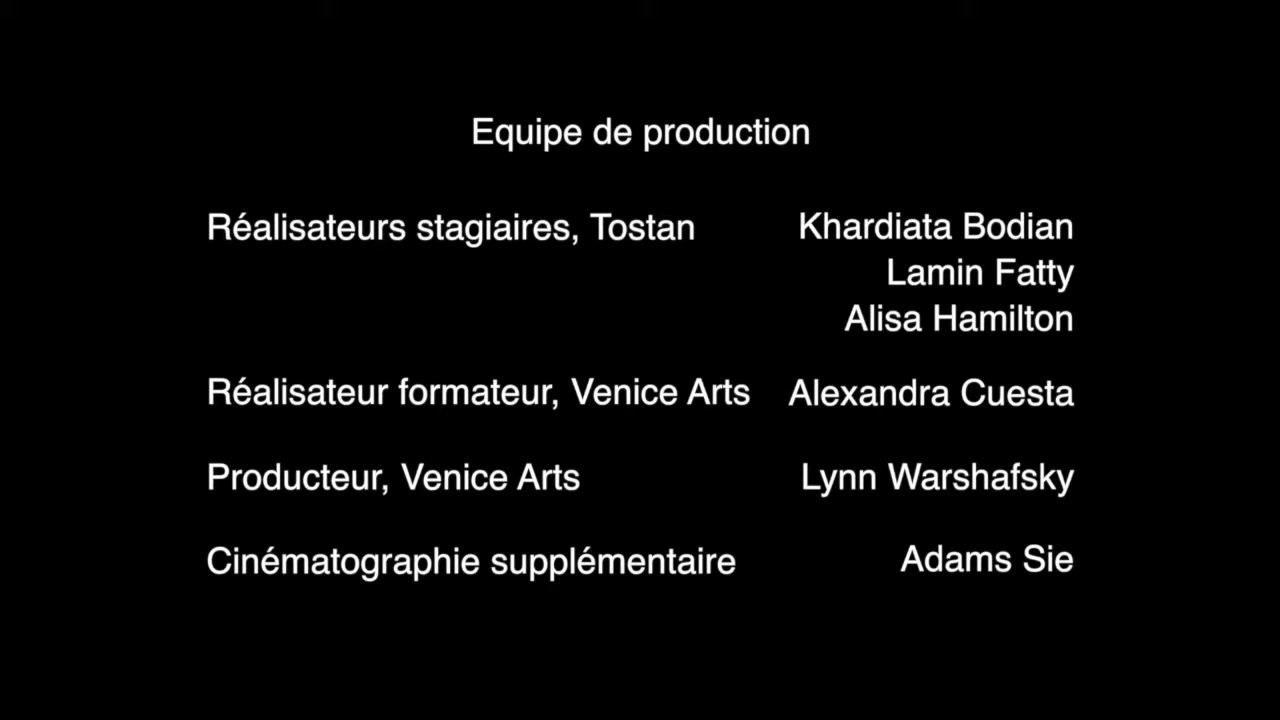 Equipe de production
Réalisateurs stagiaires, Tostan Khardiata Bodian
Lamin Fatty
Alisa Hamilton
Réalisateur formateur, Venice Arts Alexandra Cuesta
Producteur, Venice Arts Lynn Warshafsky
Cinématographie supplémentaire Adams Sie